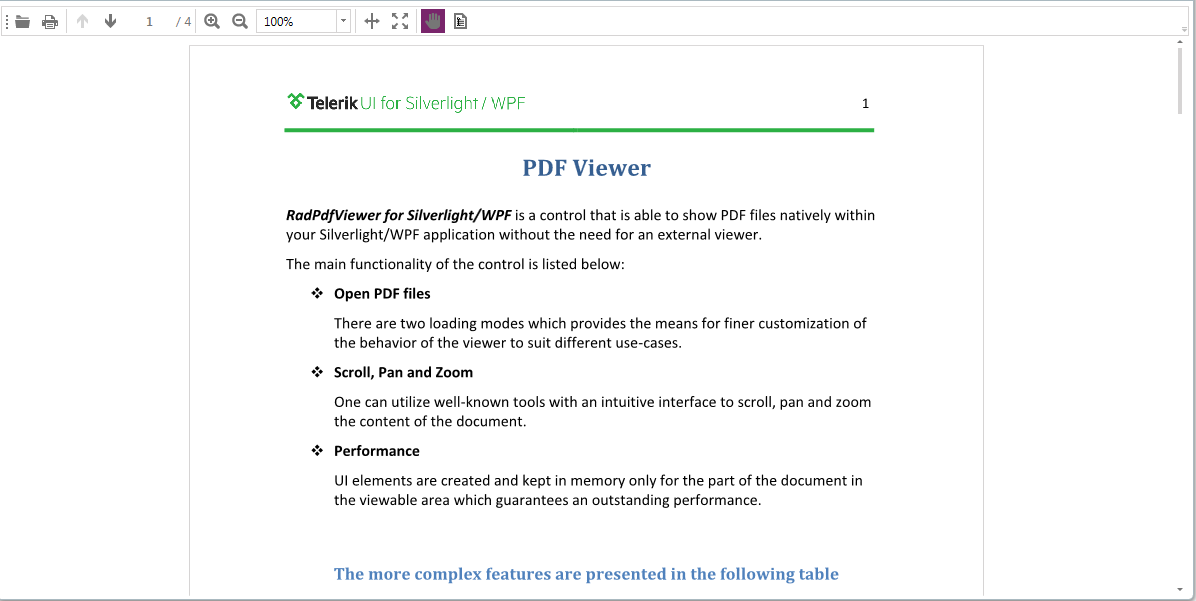 1 / 4 100%
Telerik UI for Silverlight / WPF 1
PDF Viewer
RadPdfViewer for Silverlight/WPF is a control that is able to show PDF files natively within
your Silverlight/WPF application without the need for an external viewer.
The main functionality of the control is listed below:
❖ Open PDF files
There are two loading modes which provides the means for finer customization of
the behavior of the viewer to suit different use-cases.
❖ Scroll, Pan and Zoom
One can utilize well-known tools with an intuitive interface to scroll, pan and zoom
the content of the document.
❖ Performance
UI elements are created and kept in memory only for the part of the document in
the viewable area which guarantees an outstanding performance.
The more complex features are presented in the following table